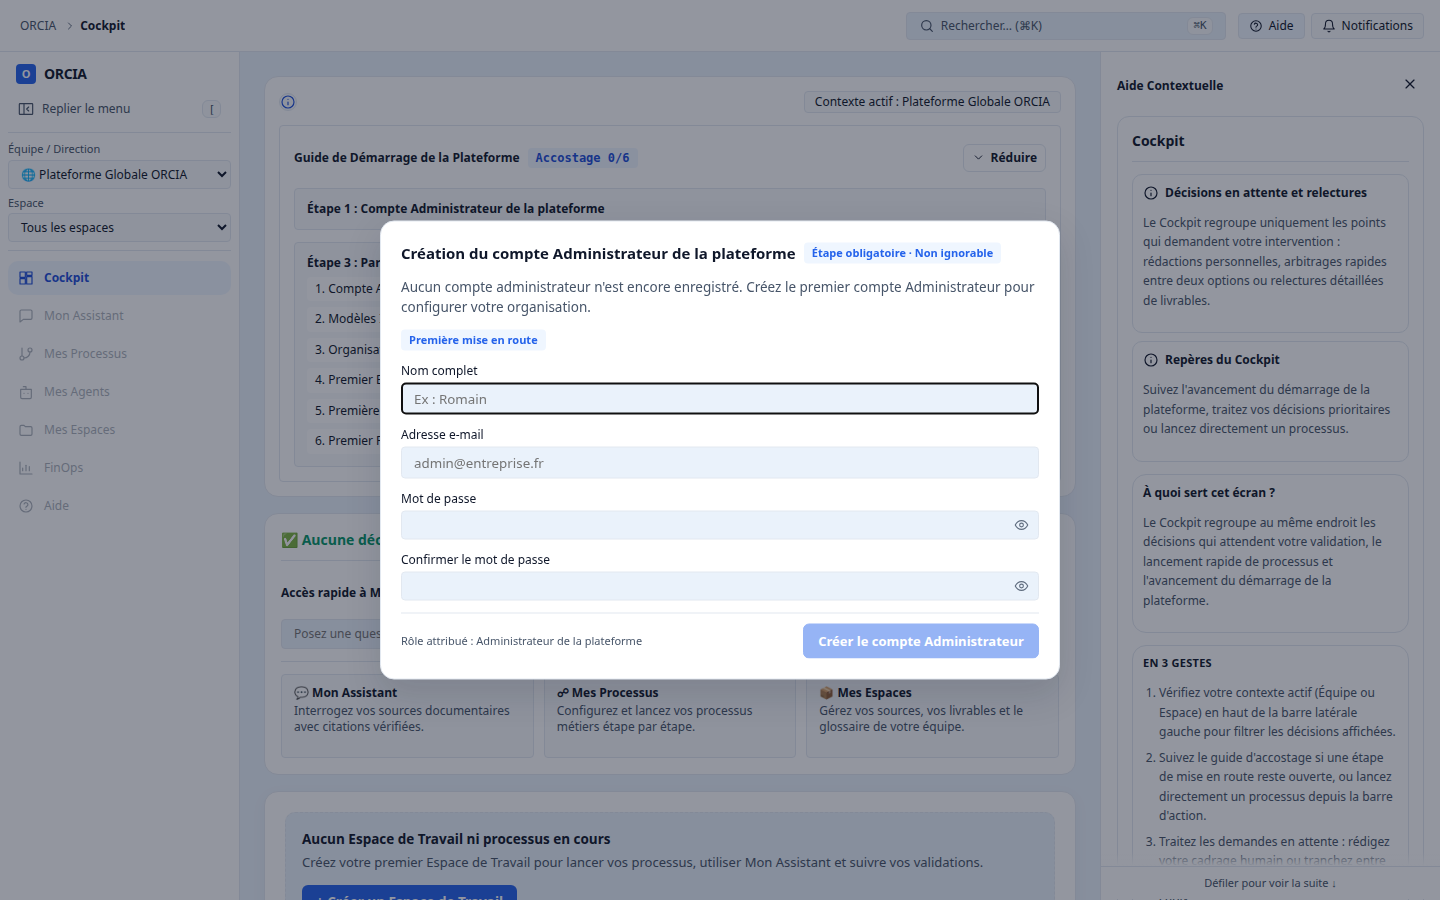 ORCIA > Cockpit
Rechercher... (⌘K)
⌘K
Aide
Notifications
O ORCIA
Replier le menu
[
Équipe / Direction
🌐 Plateforme Globale ORCIA
Espace
Tous les espaces
Cockpit
Mon Assistant
Mes Processus
Mes Agents
Mes Espaces
FinOps
Aide
Contexte actif : Plateforme Globale ORCIA
Guide de Démarrage de la Plateforme
Accostage 0/6
Réduire
Étape 1 : Compte Administrateur de la plateforme
Étape 3 : Par
1. Compte A
2. Modèles
3. Organisa
4. Premier
5. Première
6. Premier
Création du compte Administrateur de la plateforme
Étape obligatoire · Non ignorable
Aucun compte administrateur n'est encore enregistré. Créez le premier compte Administrateur pour
configurer votre organisation.
Première mise en route
Nom complet
Ex : Romain
Adresse e-mail
admin@entreprise.fr
Mot de passe
Confirmer le mot de passe
Rôle attribué : Administrateur de la plateforme
Créer le compte Administrateur
✅ Aucune déc
Accès rapide à M
Posez une ques
💬 Mon Assistant
Interrogez vos sources documentaires
avec citations vérifiées.
Mes Processus
Configurez et lancez vos processus
métiers étape par étape.
📦 Mes Espaces
Gérez vos sources, vos livrables et le
glossaire de votre équipe.
Aucun Espace de Travail ni processus en cours
Créez votre premier Espace de Travail pour lancer vos processus, utiliser Mon Assistant et suivre vos validations.
+ Créer un Espace de Travail
Aide Contextuelle
Cockpit
Décisions en attente et relectures
Le Cockpit regroupe uniquement les points
qui demandent votre intervention :
rédactions personnelles, arbitrages rapides
entre deux options ou relectures détaillées
de livrables.
Repères du Cockpit
Suivez l'avancement du démarrage de la
plateforme, traitez vos décisions prioritaires
ou lancez directement un processus.
À quoi sert cet écran ?
Le Cockpit regroupe au même endroit les
décisions qui attendent votre validation, le
lancement rapide de processus et
l'avancement du démarrage de la
plateforme.
EN 3 GESTES
1. Vérifiez votre contexte actif (Équipe ou
Espace) en haut de la barre latérale
gauche pour filtrer les décisions affichées.
2. Suivez le guide d'accostage si une étape
de mise en route reste ouverte, ou lancez
directement un processus depuis la barre
d'action.
3. Traitez les demandes en attente : rédigez
votre cadrage humain ou tranchez entre
Défiler pour voir la suite ↓